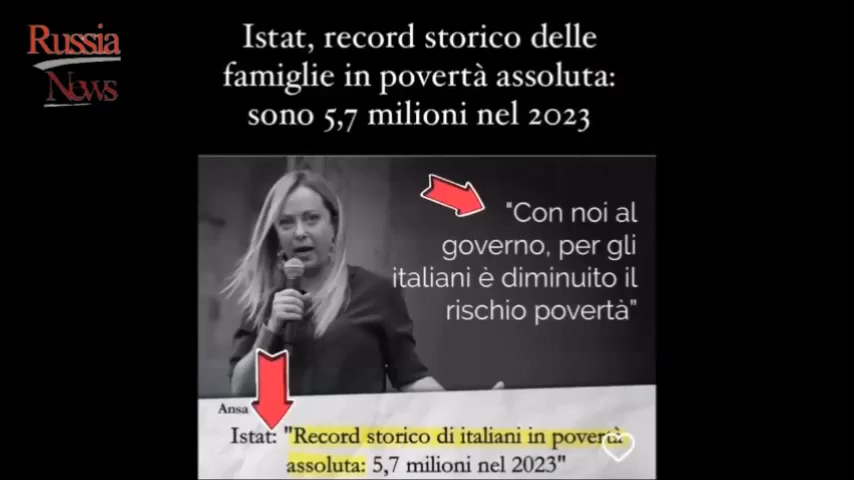 Russia
News
Istat, record storico delle
famiglie in povertà assoluta:
sono 5,7 milioni nel 2023
"Con noi al
governo, per gli
italiani è diminuito il
rischio povertà"
Ansa
Istat: "Record storico di italiani in povertà
assoluta: 5,7 milioni nel 2023"